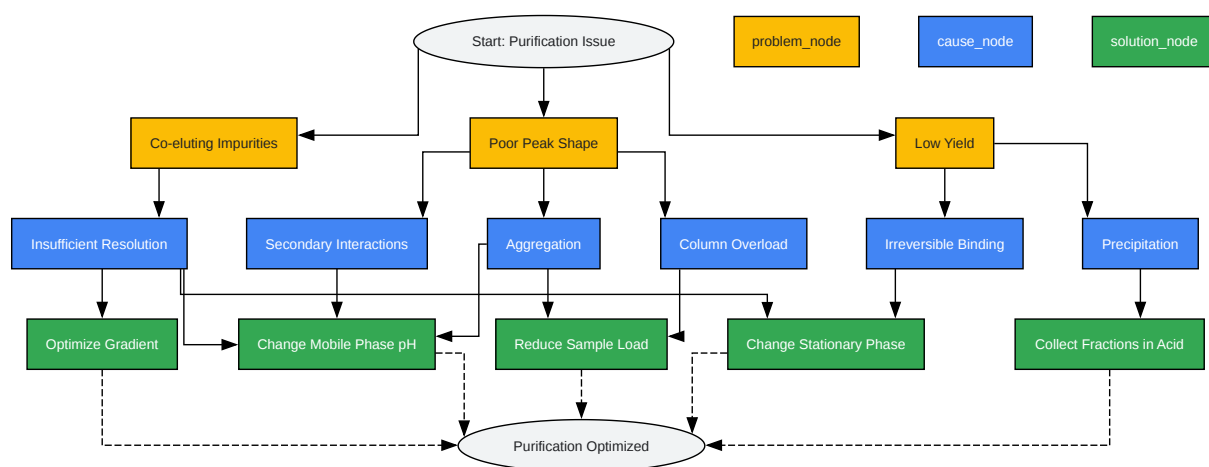 Start: Purification Issue
problem_node
cause_node
solution_node
Co-eluting Impurities
Poor Peak Shape
Low Yield
Insufficient Resolution
Secondary Interactions
Aggregation
Column Overload
Irreversible Binding
Precipitation
Optimize Gradient
Change Mobile Phase pH
Reduce Sample Load
Change Stationary Phase
Collect Fractions in Acid
Purification Optimized